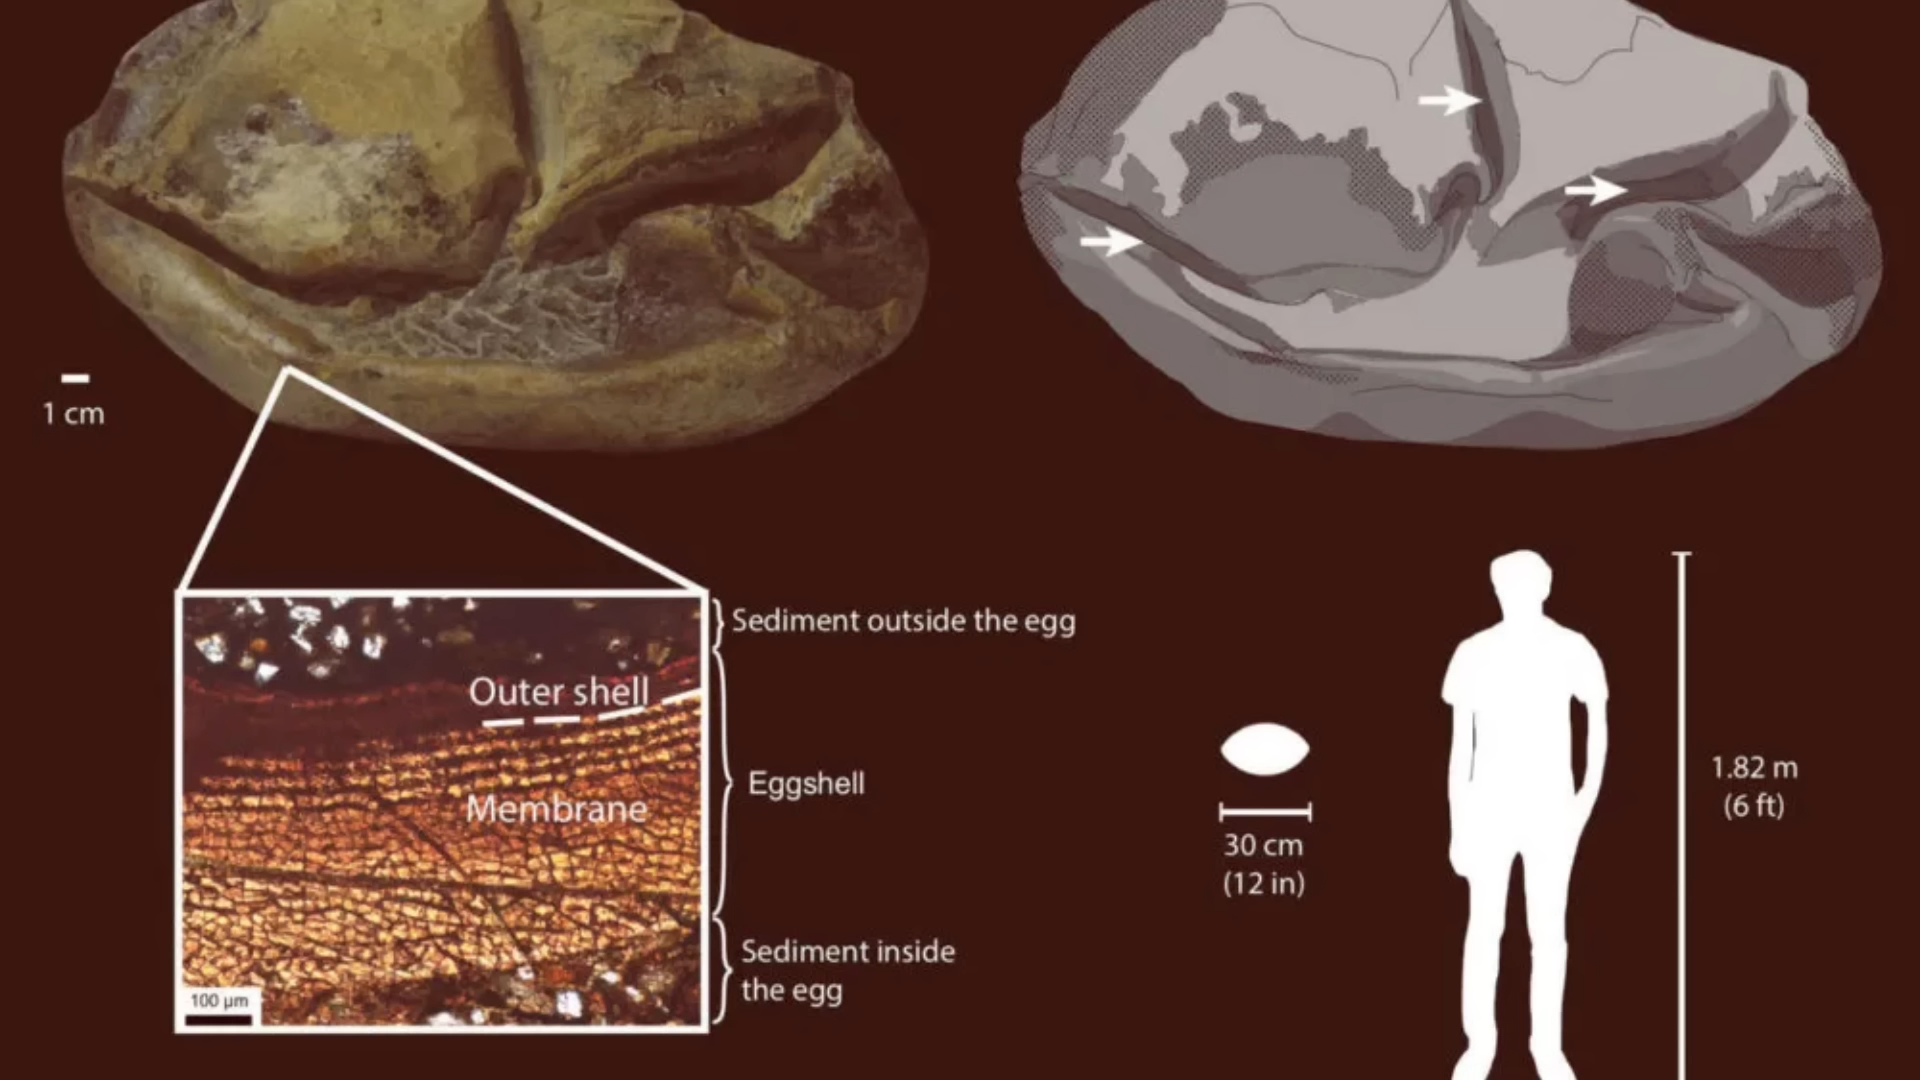 1 cm
Sediment outside the egg
Outer shell
Eggshell
Membrane
Sediment inside
the egg
100 μm
30 cm
(12 in)
1.82 m
(6 ft)